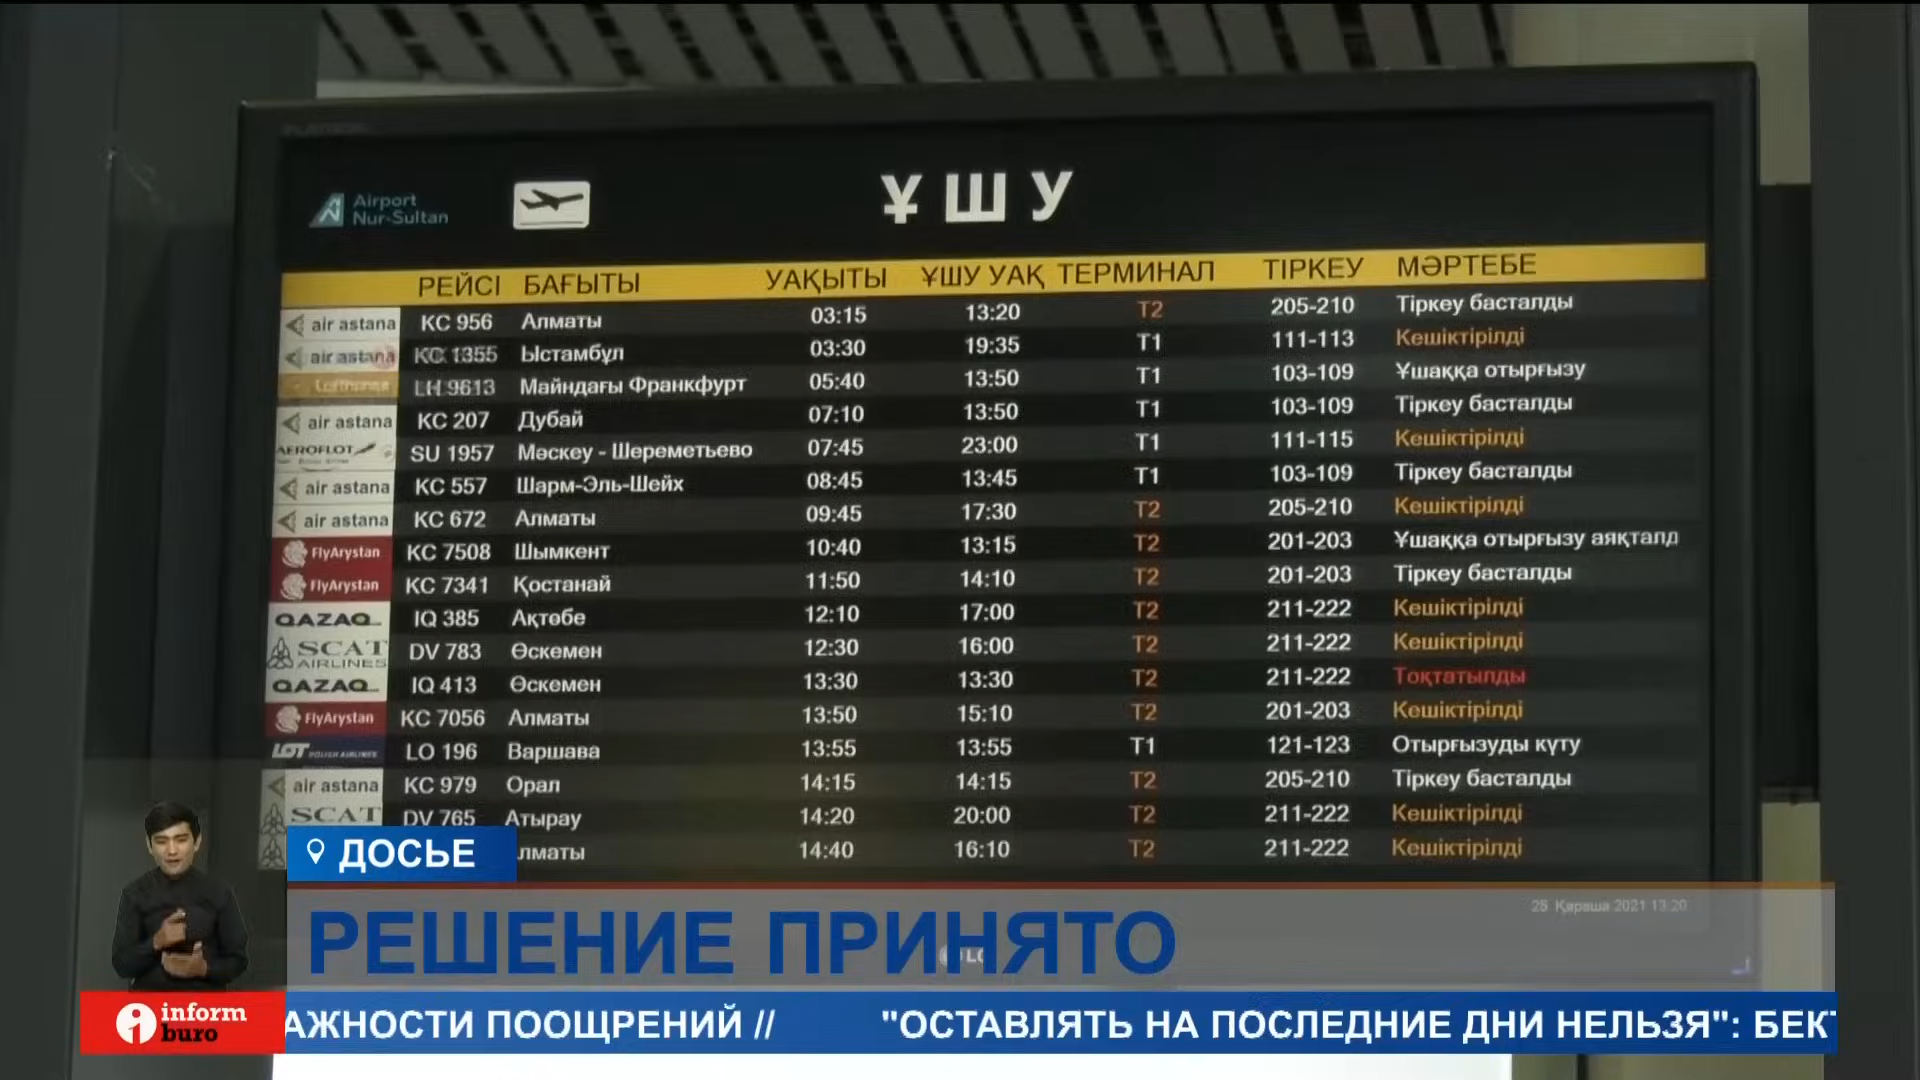 Airport
Nur-Sultan
ҰШУ
РЕЙСІ БАҒЫТЫ УАҚЫТЫ ҰШУ УАҚ ТЕРМИНАЛ ТІРКЕУ МӘРТЕБЕ
air astana KC 956 Алматы 03:15 13:20 T2 205-210 Тіркеу басталды
air astana KC 1355 Ыстамбұл 03:30 19:35 T1 111-113 Кешіктірілді
Lufthansa LH 9613 Майндағы Франкфурт 05:40 13:50 T1 103-109 Ұшаққа отырғызу
air astana KC 207 Дубай 07:10 13:50 T1 103-109 Тіркеу басталды
AEROFLOT SU 1957 Мәскеу - Шереметьево 07:45 23:00 T1 111-115 Кешіктірілді
air astana KC 557 Шарм-Эль-Шейх 08:45 13:45 T1 103-109 Тіркеу басталды
air astana KC 672 Алматы 09:45 17:30 T2 205-210 Кешіктірілді
FlyArystan KC 7508 Шымкент 10:40 13:15 T2 201-203 Ұшаққа отырғызу аяқталд
FlyArystan KC 7341 Қостанай 11:50 14:10 T2 201-203 Тіркеу басталды
QAZAQ IQ 385 Ақтөбе 12:10 17:00 T2 211-222 Кешіктірілді
SCAT AIRLINES DV 783 Өскемен 12:30 16:00 T2 211-222 Кешіктірілді
QAZAQ IQ 413 Өскемен 13:30 13:30 T2 211-222 Тоқтатылды
FlyArystan KC 7056 Алматы 13:50 15:10 T2 201-203 Кешіктірілді
LOT POLISH AIRLINES LO 196 Варшава 13:55 13:55 T1 121-123 Отырғызуды күту
air astana KC 979 Орал 14:15 14:15 T2 205-210 Тіркеу басталды
SCAT DV 765 Атырау 14:20 20:00 T2 211-222 Кешіктірілді
лматы 14:40 16:10 T2 211-222 Кешіктірілді
25 Қараша 2021 13:20
ДОСЬЕ
РЕШЕНИЕ ПРИНЯТО
inform
buro
АЖНОСТИ ПООЩРЕНИЙ // "ОСТАВЛЯТЬ НА ПОСЛЕДНИЕ ДНИ НЕЛЬЗЯ": БЕКТ